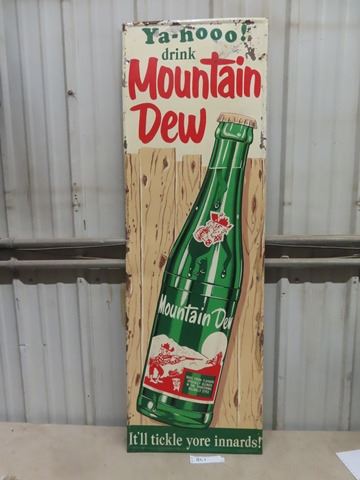 Ya-hooo!!
drink
Mountain
Dew
Mountain Dew
It'll tickle yore innards!